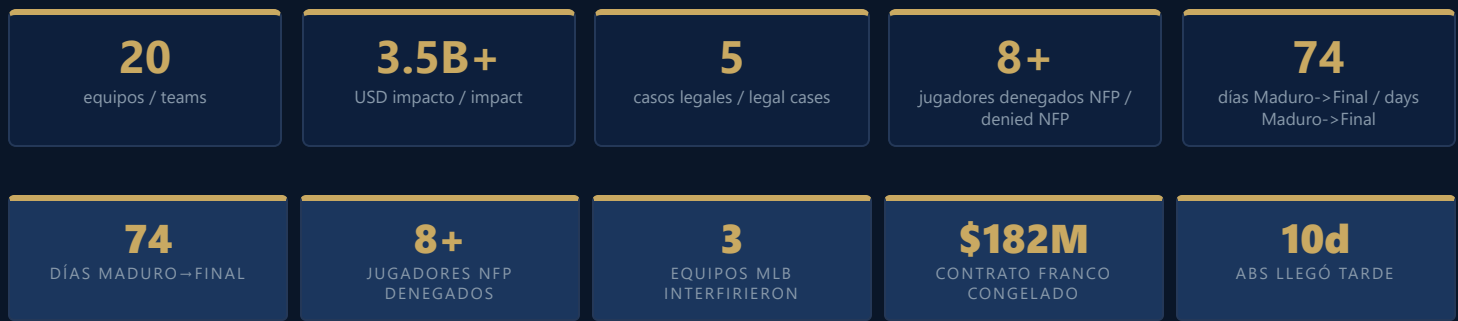 20
equipos / teams
3.5B+
USD impacto / impact
5
casos legales / legal cases
8+
jugadores denegados NFP /
denied NFP
74
días Maduro->Final / days
Maduro->Final
74
DÍAS MADURO→FINAL
8+
JUGADORES NFP
DENEGADOS
3
EQUIPOS MLB
INTERFIRIERON
$182M
CONTRATO FRANCO
CONGELADO
10d
ABS LLEGÓ TARDE